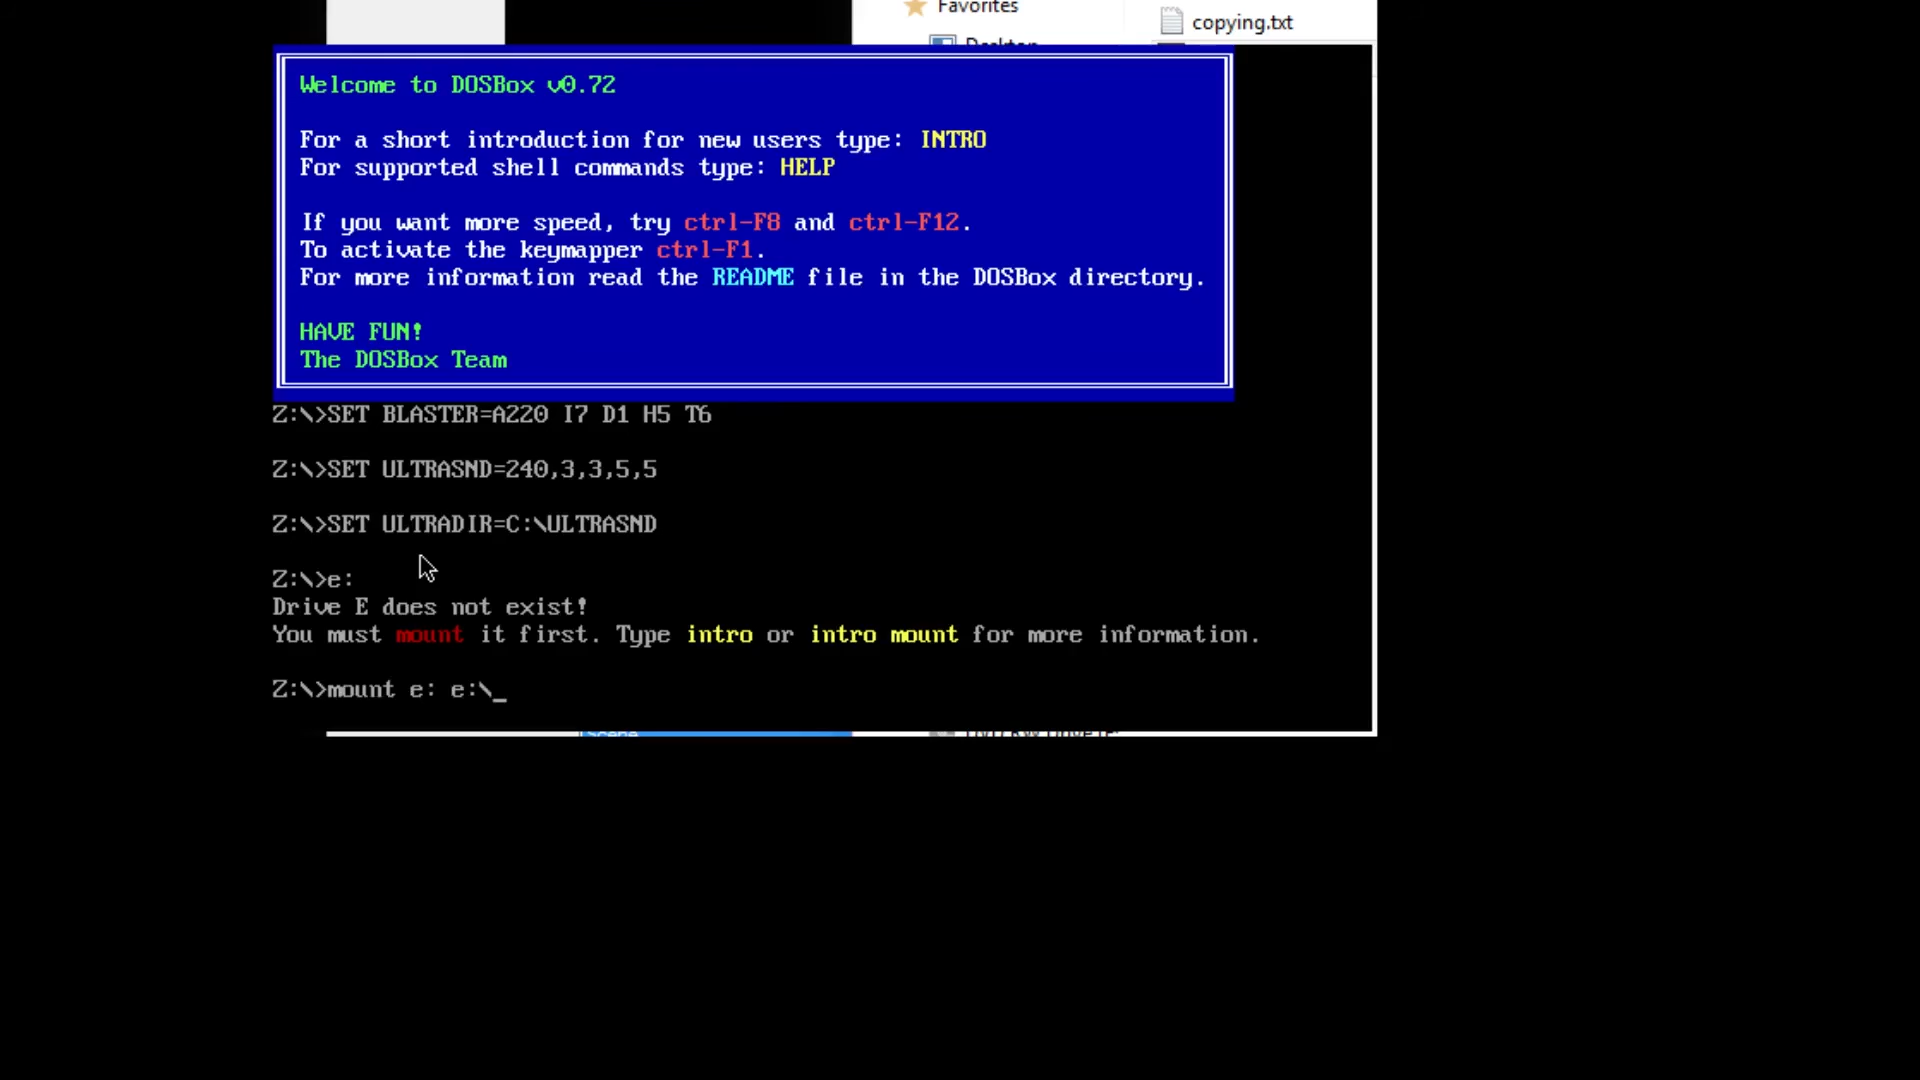 Favorites
copying.txt
Desktop
Welcome to DOSBox v0.72
For a short introduction for new users type: INTRO
For supported shell commands type: HELP
If you want more speed, try ctrl-F8 and ctrl-F12.
To activate the keymapper ctrl-F1.
For more information read the README file in the DOSBox directory.
HAVE FUN!
The DOSBox Team
Z:\>SET BLASTER=A220 I7 D1 H5 T6
Z:\>SET ULTRASND=240,3,3,5,5
Z:\>SET ULTRADIR=C:\ULTRASND
Z:\>e:
Drive E does not exist!
You must mount it first. Type intro or intro mount for more information.
Z:\>mount e: e:\_